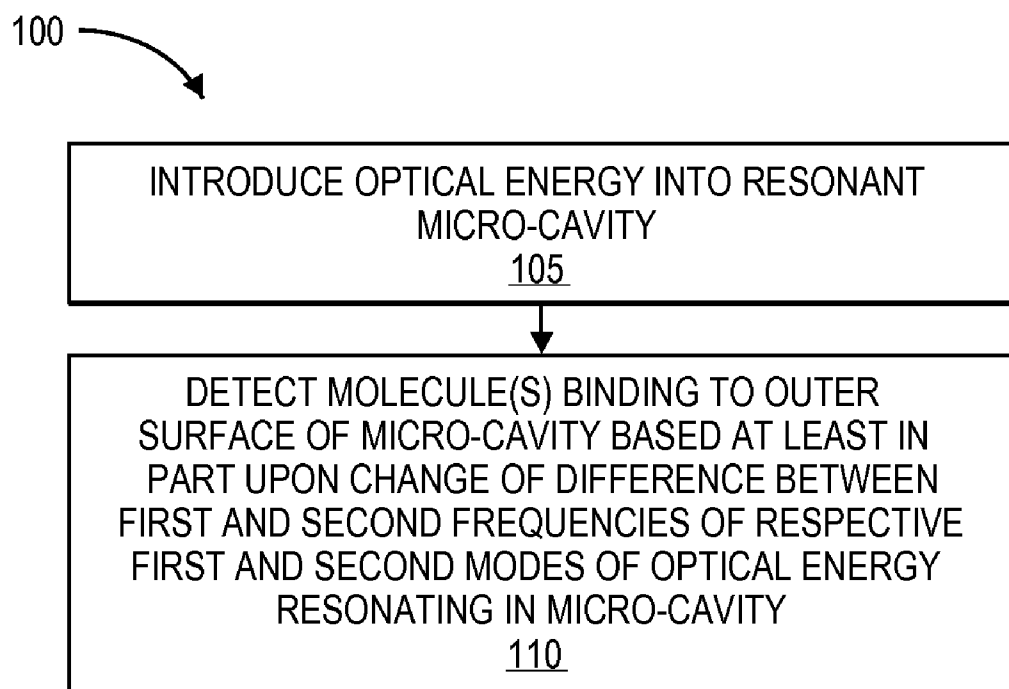 100
INTRODUCE OPTICAL ENERGY INTO RESONANT
MICRO-CAVITY
105
DETECT MOLECULE(S) BINDING TO OUTER
SURFACE OF MICRO-CAVITY BASED AT LEAST IN
PART UPON CHANGE OF DIFFERENCE BETWEEN
FIRST AND SECOND FREQUENCIES OF RESPECTIVE
FIRST AND SECOND MODES OF OPTICAL ENERGY
RESONATING IN MICRO-CAVITY
110